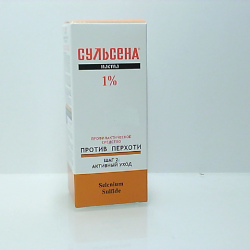 СУЛЬСЕНА®
ПАСТА
1%
ПРОФИЛАКТИЧЕСКОЕ
СРЕДСТВО
ПРОТИВ ПЕРХОТИ
ШАГ 2.
АКТИВНЫЙ УХОД
Selenium
Sulfide